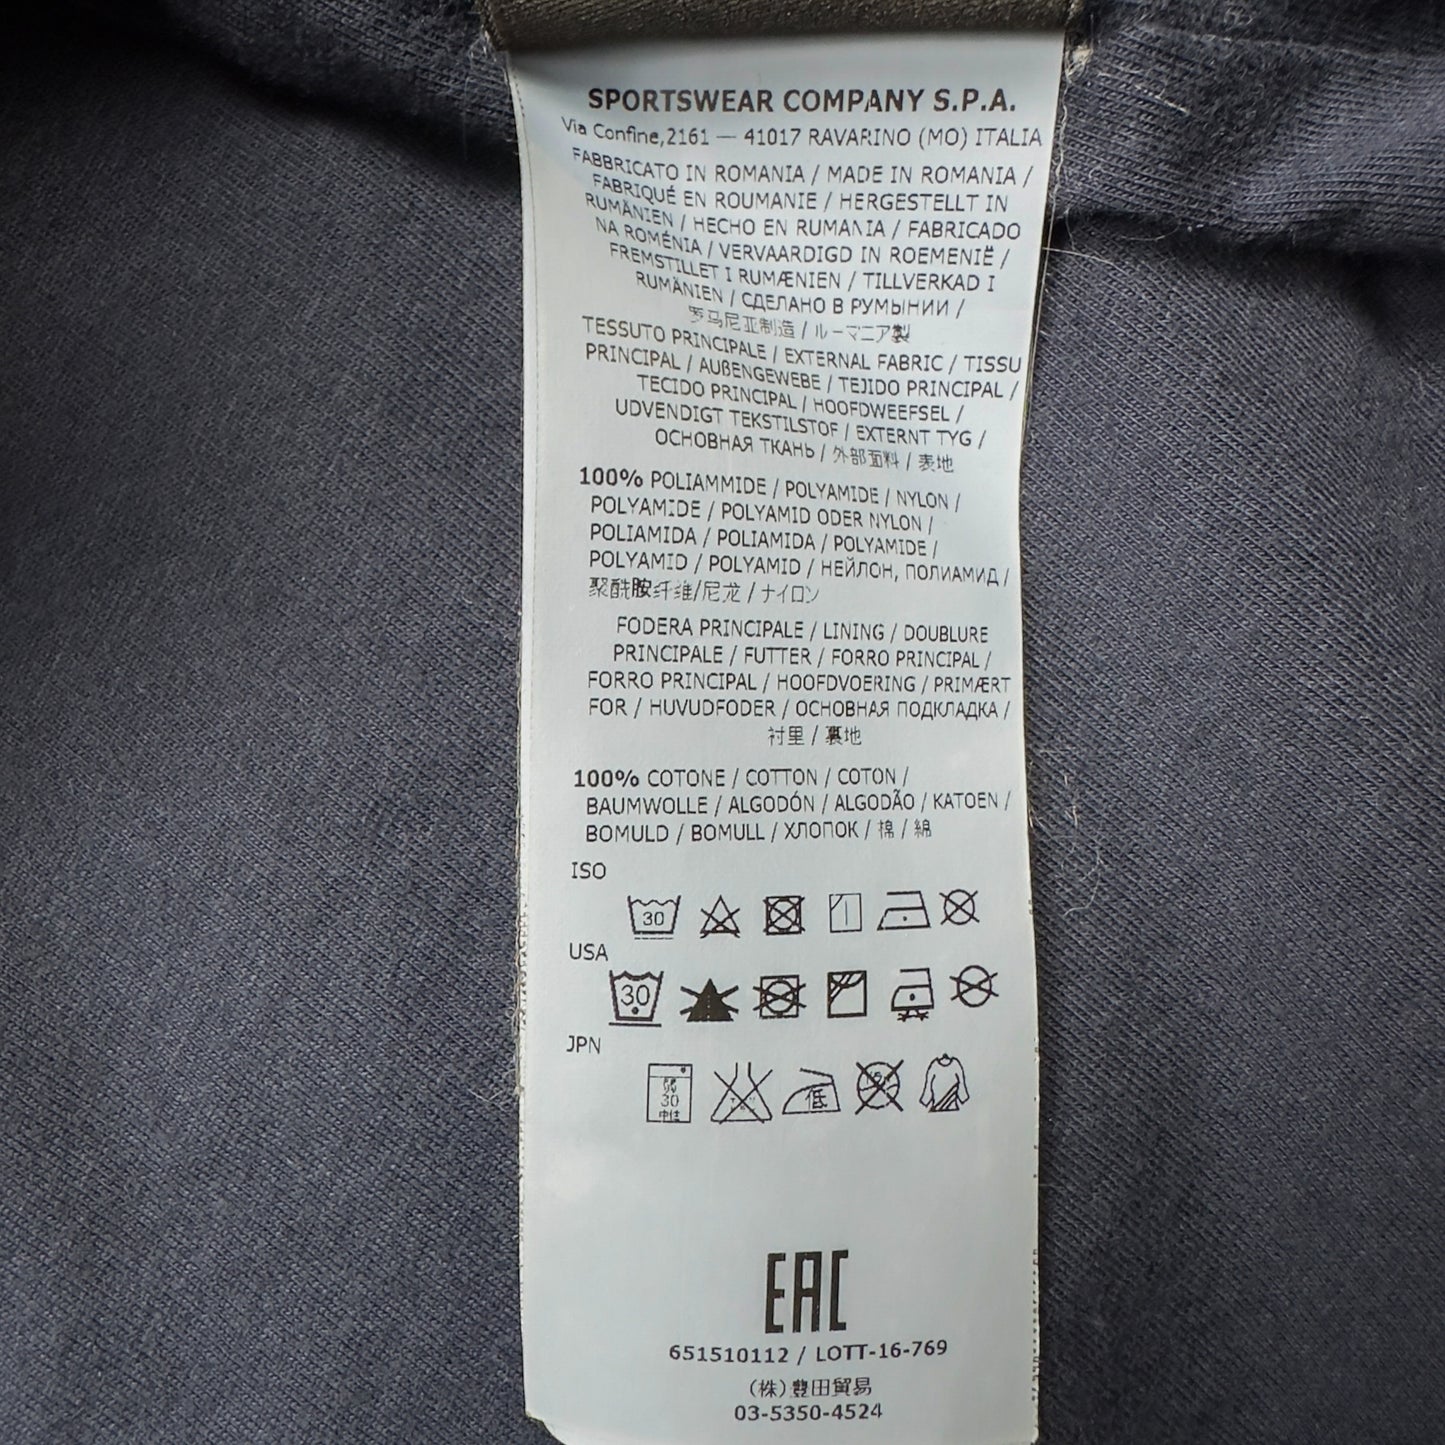 SPORTSWEAR COMPANY S.P.A.
Via Confine,2161 — 41017 RAVARINO (MO) ITALIA
FABBRICATO IN ROMANIA / MADE IN ROMANIA /
FABRIQUÉ EN ROUMANIE / HERGESTELLT IN
RUMÄNIEN / HECHO EN RUMANIA / FABRICADO
NA ROMÉNIA / VERVAARDIGD IN ROEMENIË /
FREMSTILLET I RUMÆNIEN / TILLVERKAD I
RUMÄNIEN / СДЕЛАНО В РУМЫНИИ /
罗马尼亚制造 / ルーマニア製
TESSUTO PRINCIPALE / EXTERNAL FABRIC / TISSU
PRINCIPAL / AUßENGEWEBE / TEJIDO PRINCIPAL /
TECIDO PRINCIPAL / HOOFDWEEFSEL /
UDVENDIGT TEKSTILSTOF / EXTERNT TYG /
ОСНОВНАЯ ТКАНЬ / 外部面料 / 表地
100% POLIAMMIDE / POLYAMIDE / NYLON /
POLYAMIDE / POLYAMID ODER NYLON /
POLIAMIDA / POLIAMIDA / POLYAMIDE /
POLYAMID / POLYAMID / НЕЙЛОН, ПОЛИАМИД /
聚酰胺纤维/尼龙 / ナイロン
FODERA PRINCIPALE / LINING / DOUBLURE
PRINCIPALE / FUTTER / FORRO PRINCIPAL /
FORRO PRINCIPAL / HOOFDVOERING / PRIMÆRT
FOR / HUVUDFODER / ОСНОВНАЯ ПОДКЛАДКА /
衬里 / 裏地
100% COTONE / COTTON / COTON /
BAUMWOLLE / ALGODÓN / ALGODÃO / KATOEN /
BOMULD / BOMULL / ХЛОПОК / 棉 / 綿
ISO
30
USA
30
JPN
30
低
EAC
651510112 / LOTT-16-769
(株)豊田貿易
03-5350-4524